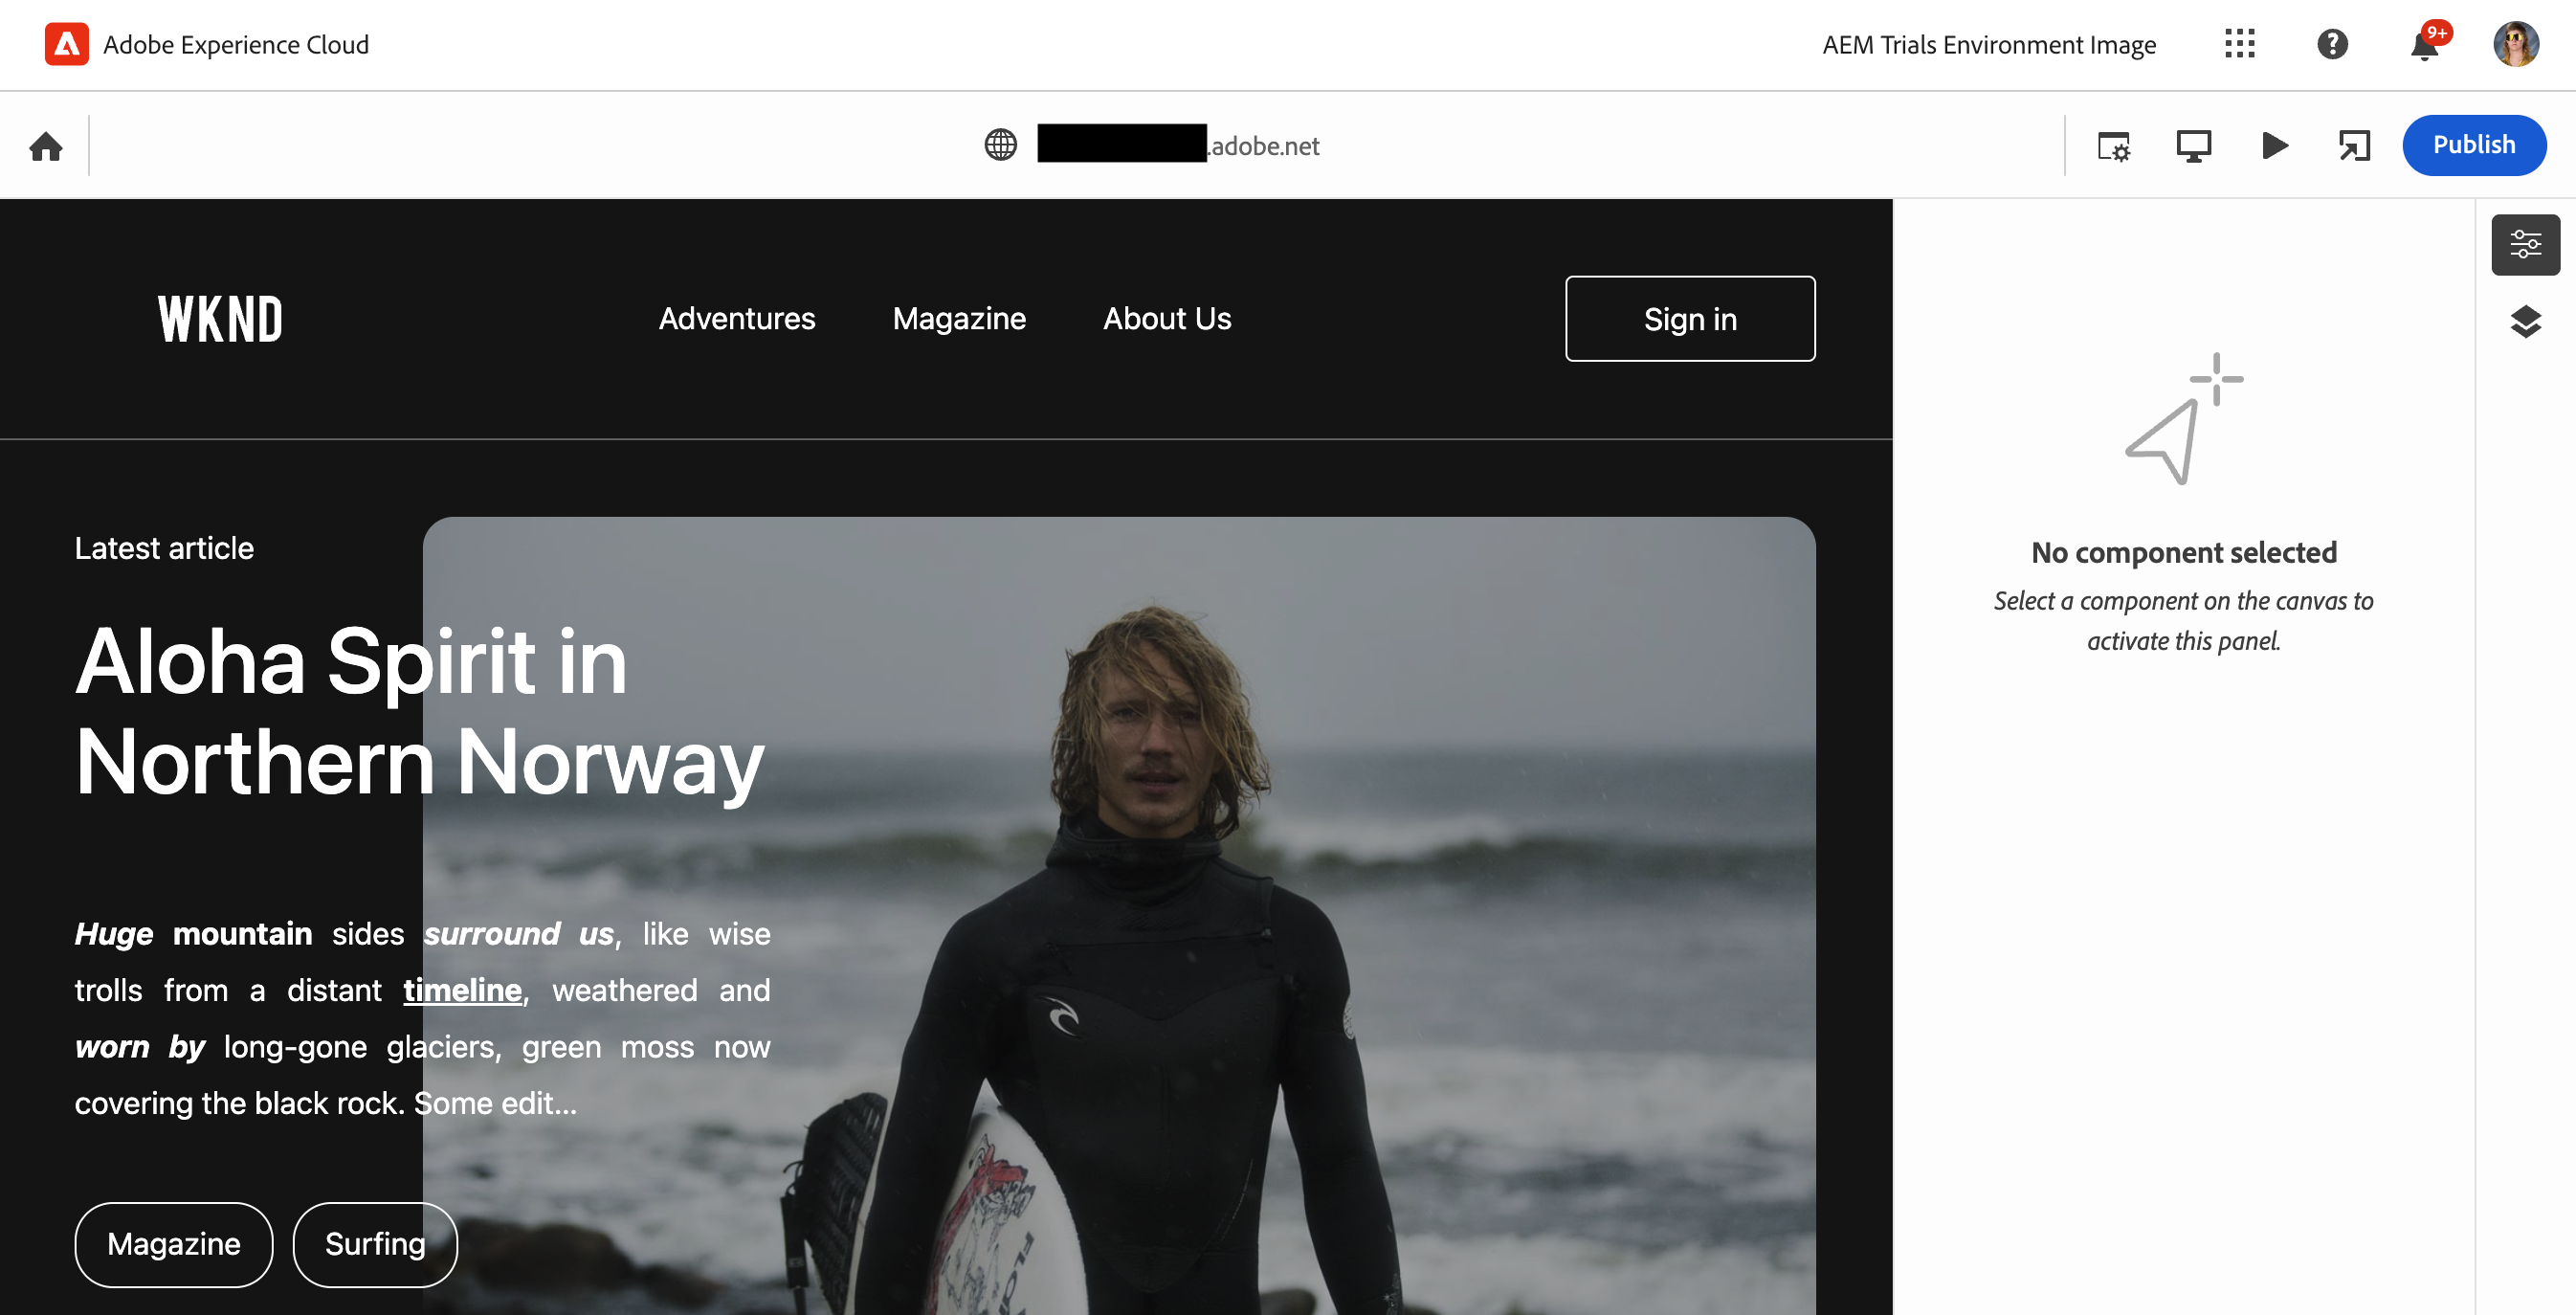 Adobe Experience Cloud
AEM Trials Environment Image
9+
.adobe.net
Publish
WKND
Adventures
Magazine
About Us
Sign in
Latest article
Aloha Spirit in
Northern Norway
Huge mountain sides surround us, like wise
trolls from a distant timeline, weathered and
worn by long-gone glaciers, green moss now
covering the black rock. Some edit...
Magazine
Surfing
No component selected
Select a component on the canvas to
activate this panel.